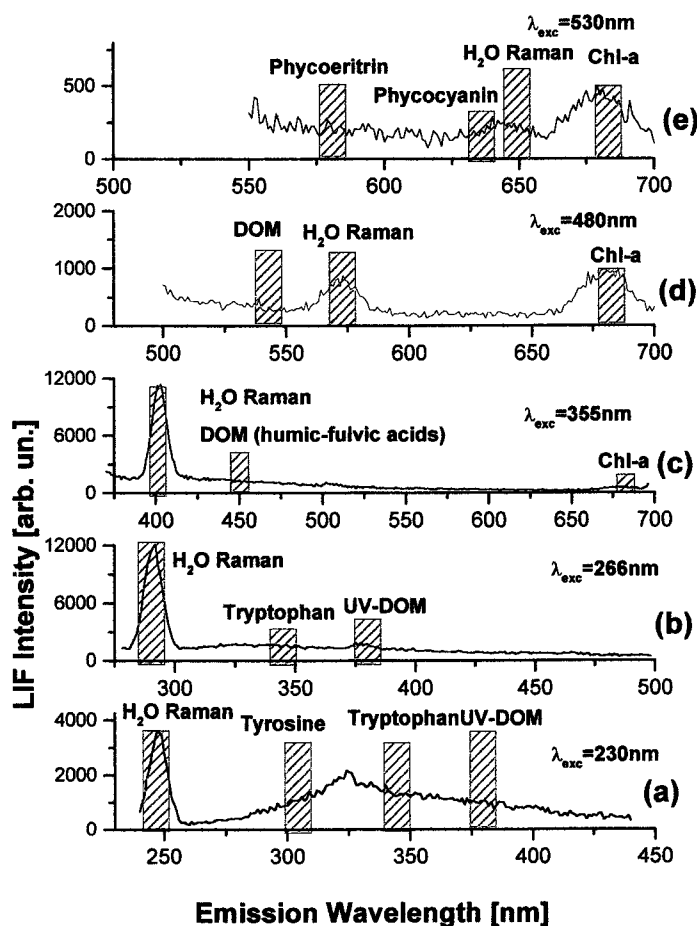 λexc=530nm
H2O Raman
Chl-a
Phycoeritrin
Phycocyanin
500
0
(e)
500 550 600 650 700
2000
1000
0
λexc=480nm
DOM
H2O Raman
Chl-a
(d)
500 550 600 650 700
12000
6000
0
H2O Raman
λexc=355nm
DOM (humic-fulvic acids)
Chl-a
(c)
400 450 500 550 600 650 700
12000
6000
0
H2O Raman
λexc=266nm
Tryptophan
UV-DOM
(b)
300 350 400 450 500
4000
2000
0
H2O Raman
Tyrosine
TryptophanUV-DOM
λexc=230nm
(a)
250 300 350 400 450
LIF Intensity [arb. un.]
Emission Wavelength [nm]